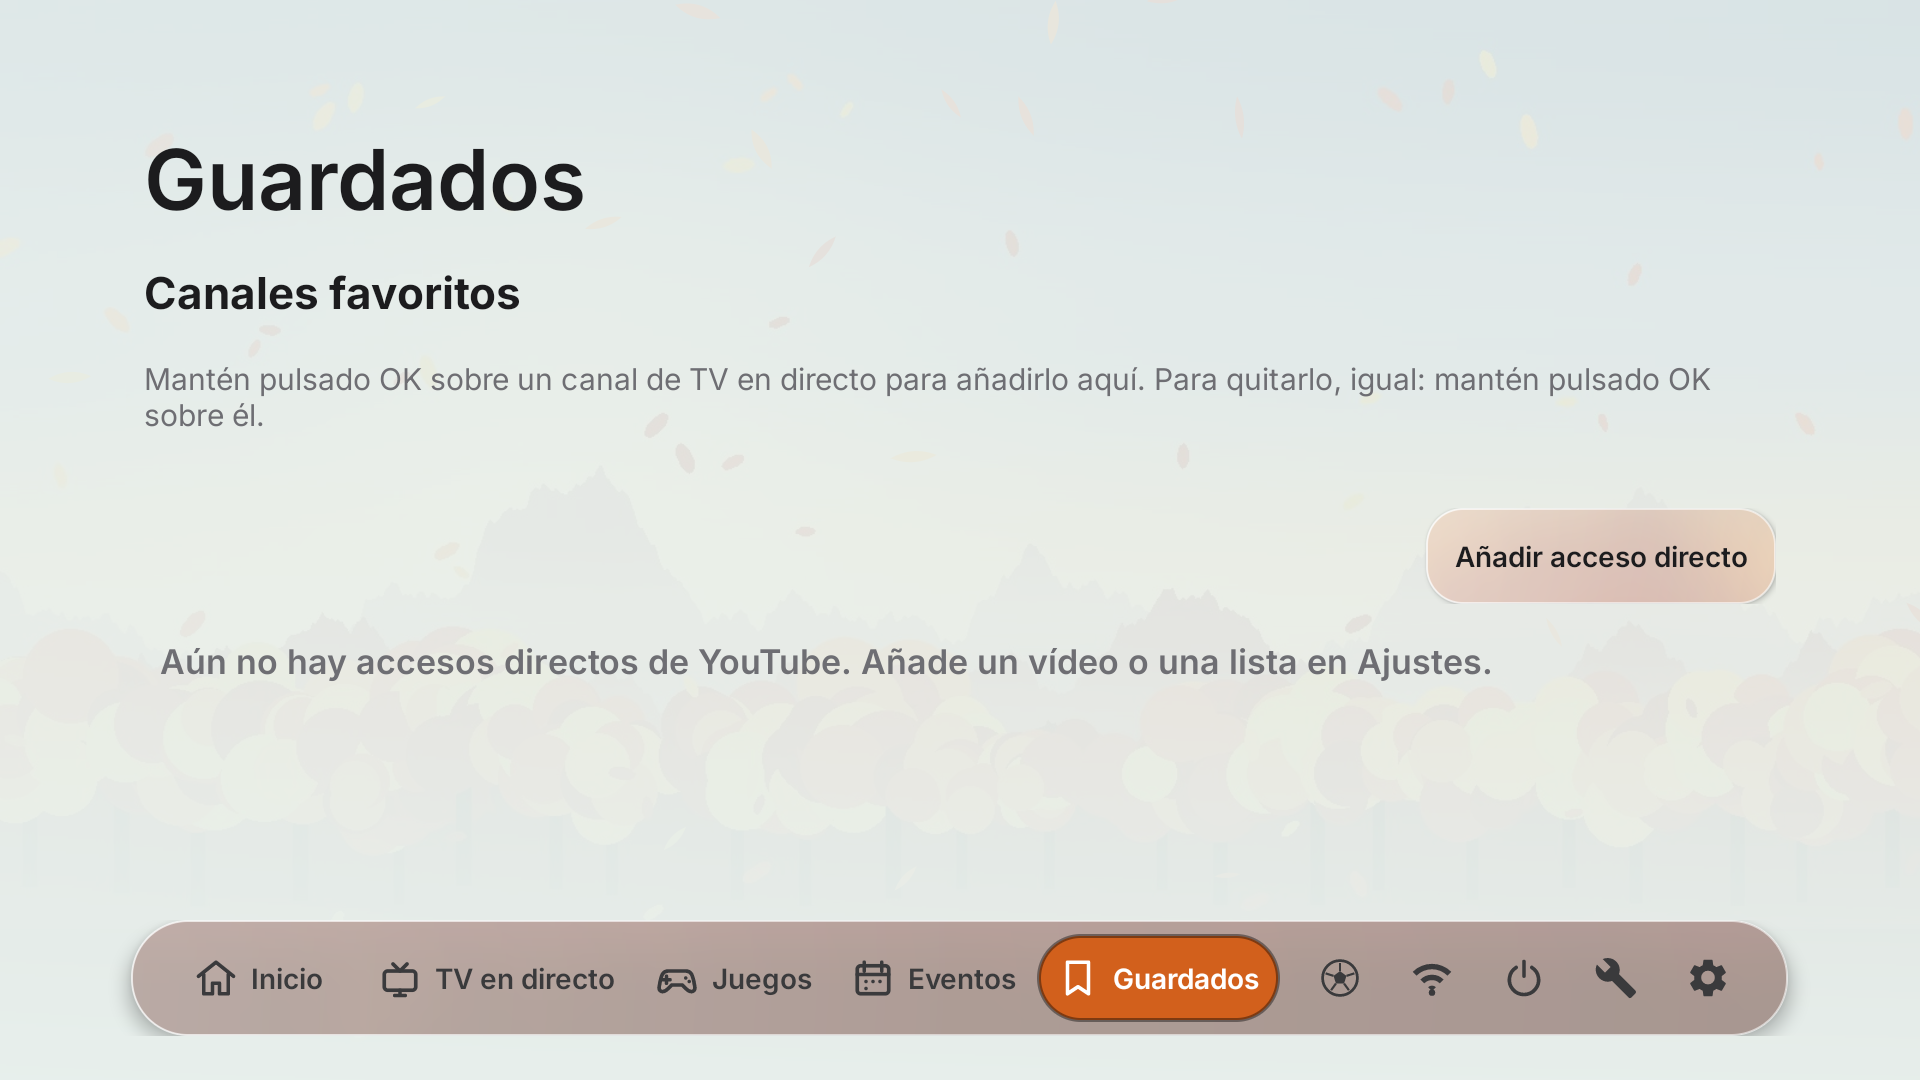 Guardados
Canales favoritos
Mantén pulsado OK sobre un canal de TV en directo para añadirlo aquí. Para quitarlo, igual: mantén pulsado OK
sobre él.
Añadir acceso directo
Aún no hay accesos directos de YouTube. Añade un vídeo o una lista en Ajustes.
Inicio TV en directo Juegos Eventos Guardados